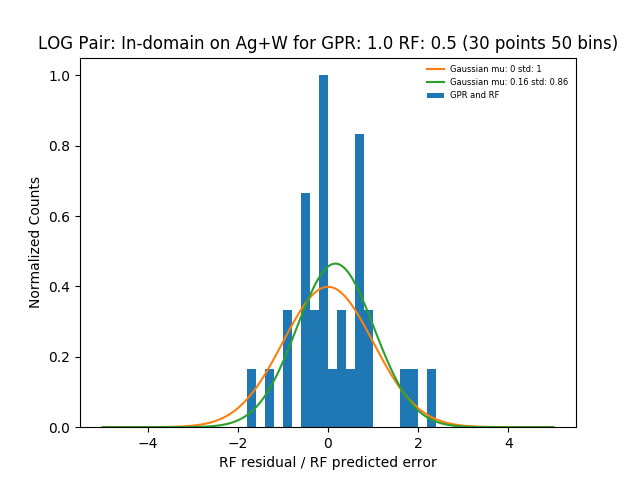 LOG Pair: In-domain on Ag+W for GPR: 1.0 RF: 0.5 (30 points 50 bins)
Gaussian mu: 0 std: 1
Gaussian mu: 0.16 std: 0.86
GPR and RF
Normalized Counts
1.0
0.8
0.6
0.4
0.2
0.0
−4
−2
0
2
4
RF residual / RF predicted error